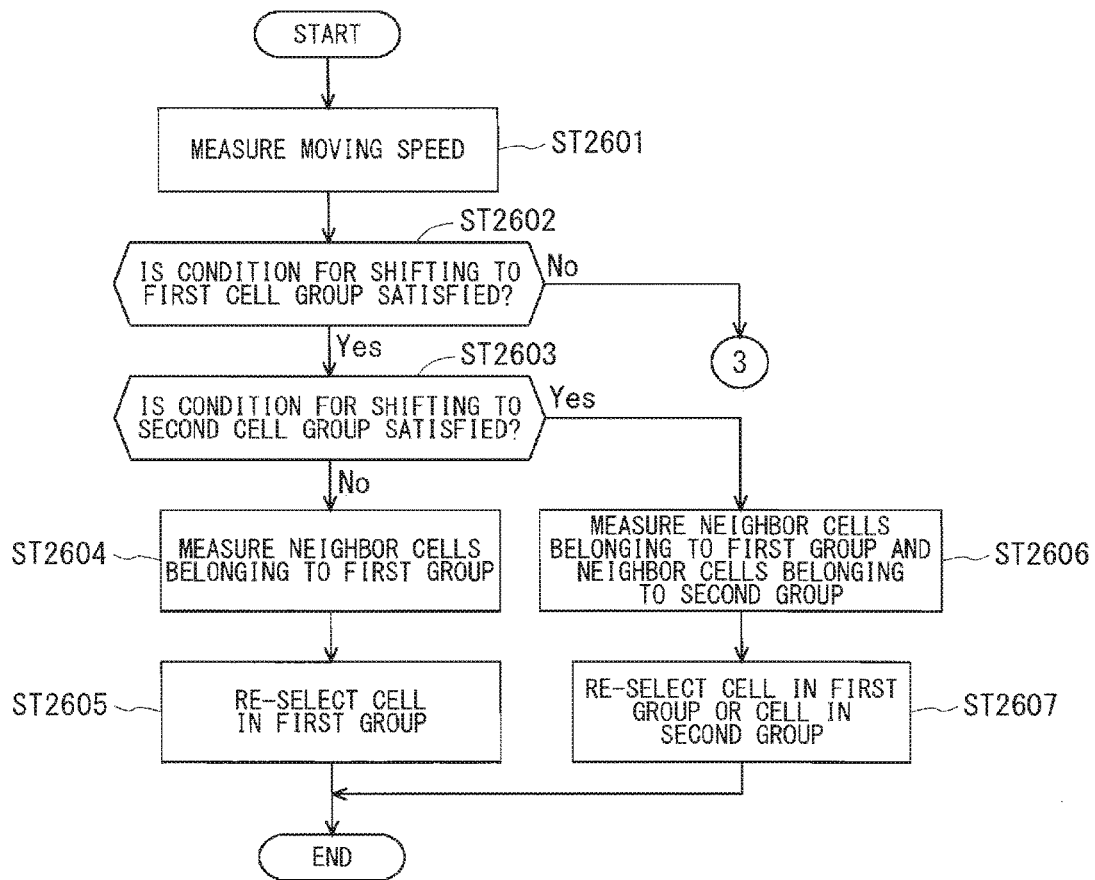 START
MEASURE MOVING SPEED
ST2601
ST2602
IS CONDITION FOR SHIFTING TO
FIRST CELL GROUP SATISFIED?
No
Yes
3
ST2603
IS CONDITION FOR SHIFTING TO
SECOND CELL GROUP SATISFIED?
Yes
No
ST2604
MEASURE NEIGHBOR CELLS
BELONGING TO FIRST GROUP
MEASURE NEIGHBOR CELLS
BELONGING TO FIRST GROUP AND
NEIGHBOR CELLS BELONGING
TO SECOND GROUP
ST2606
ST2605
RE-SELECT CELL
IN FIRST GROUP
RE-SELECT CELL IN FIRST
GROUP OR CELL IN
SECOND GROUP
ST2607
END